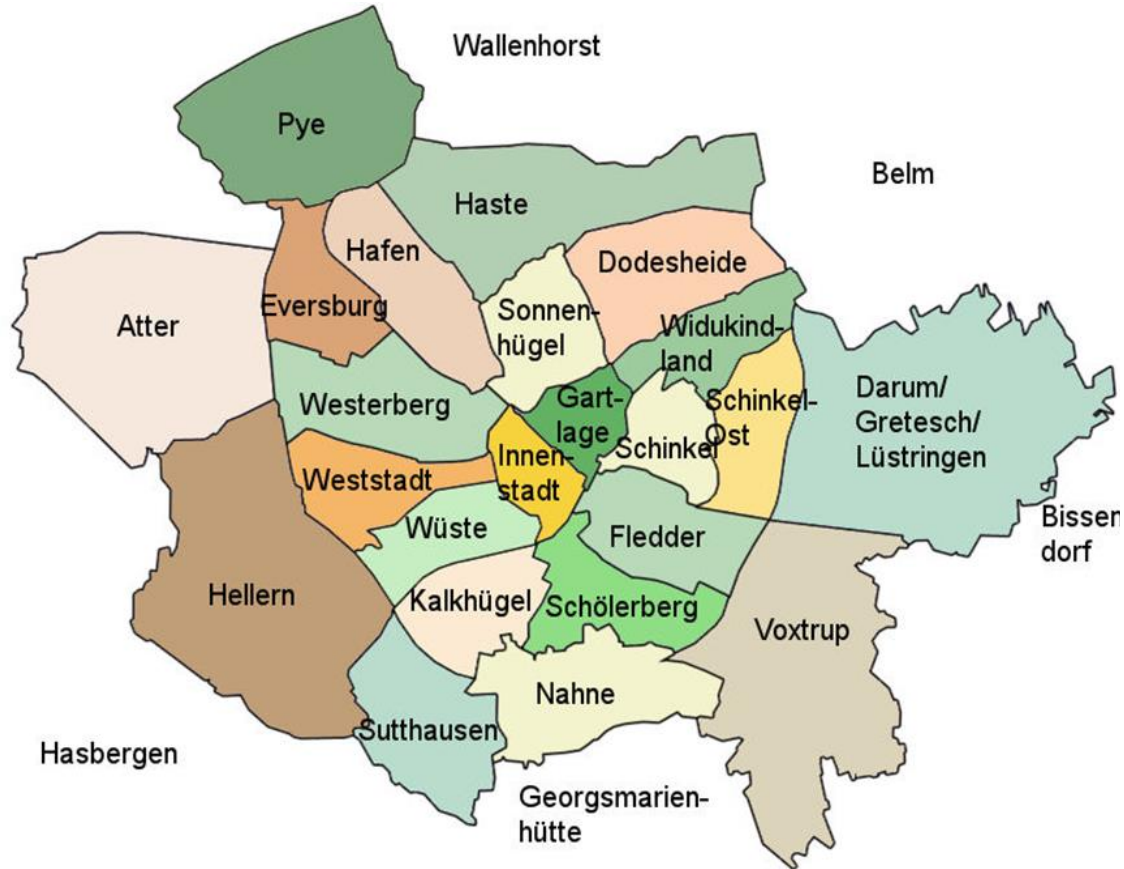 Wallenhorst
Pye
Belm
Haste
Hafen
Dodesheide
Eversburg
Sonnen-
hügel
Atter
Widukind-
land
Westerberg
Gart-
lage
Schinkel-
Ost
Darum/
Gretesch/
Lüstringen
Schinkel
Innen-
stadt
Weststadt
Wüste
Fledder
Bissen
dorf
Hellern
Kalkhügel
Schölerberg
Voxtrup
Nahne
Sutthausen
Hasbergen
Georgsmarien-
hütte